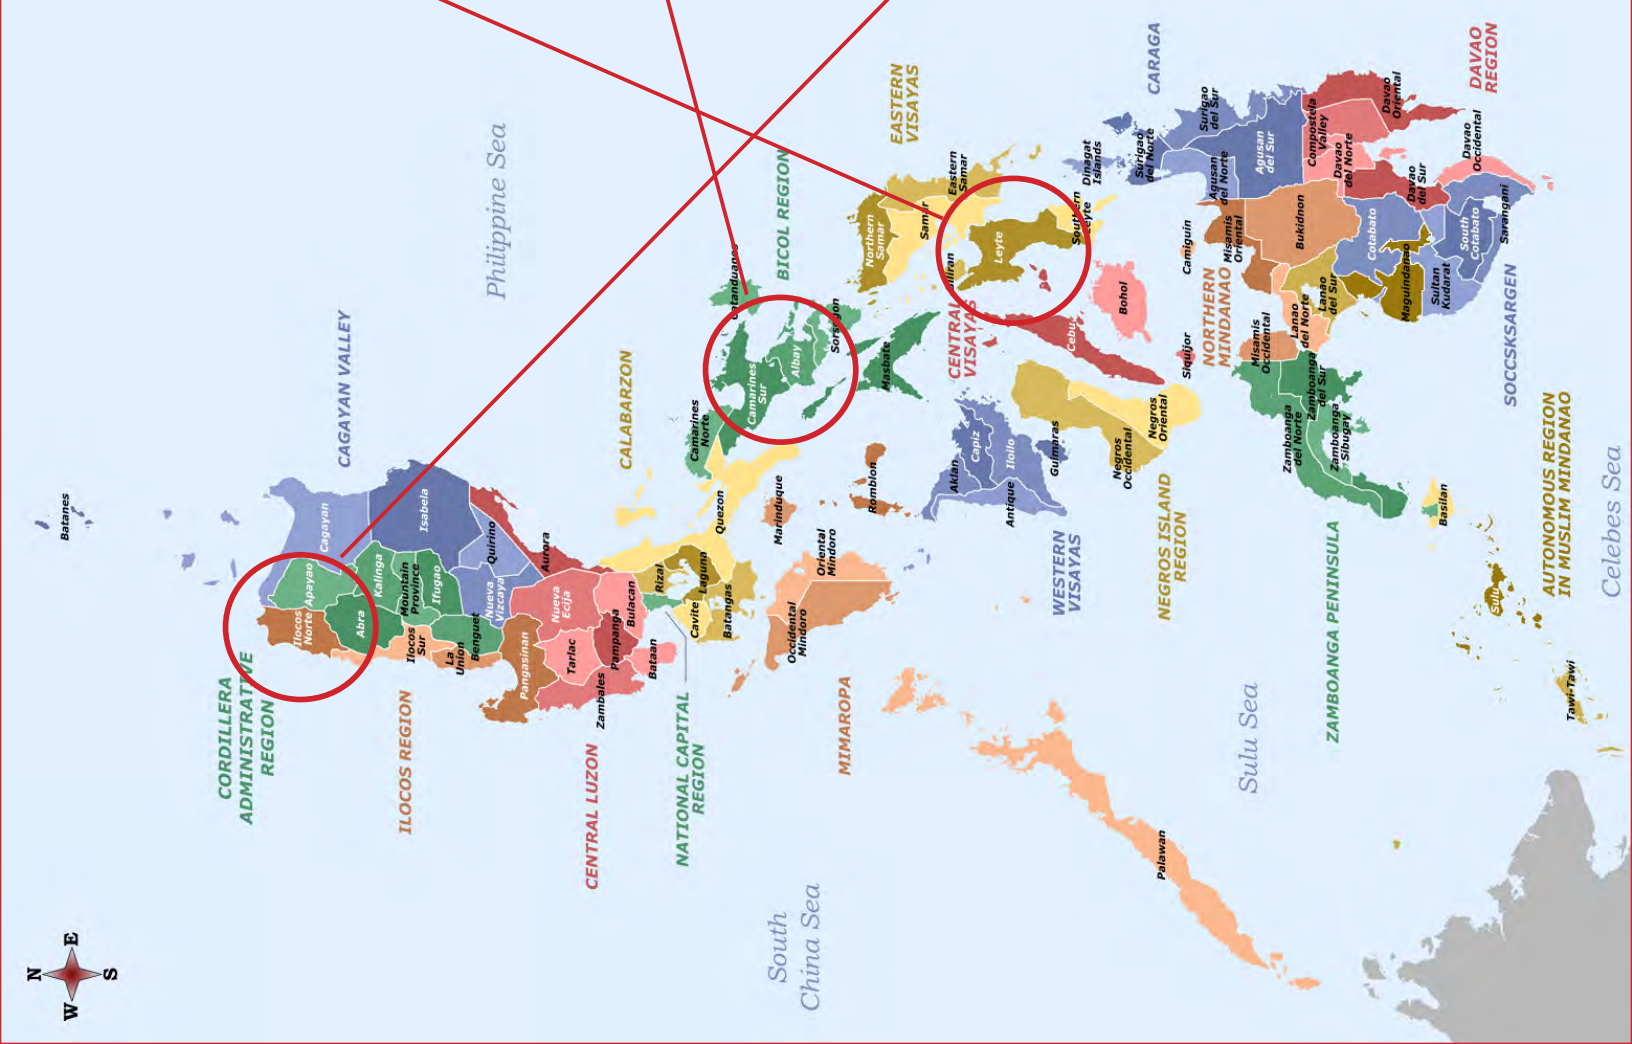 N
W
E
S
Batanes
Philippine Sea
CAGAYAN VALLEY
Cagayan
Isabela
Quirino
Nueva
Vizcaya
CORDILLERA
ADMINISTRATIVE
REGION
Apayao
Kalinga
Abra
Mountain
Province
Ifugao
Benguet
ILOCOS REGION
Ilocos
Norte
Ilocos
Sur
La
Union
Pangasinan
CENTRAL LUZON
Aurora
Nueva
Ecija
Tarlac
Zambales
Pampanga
Bulacan
Bataan
NATIONAL CAPITAL
REGION
CALABARZON
Rizal
Quezon
Laguna
Cavite
Batangas
MIMAROPA
Marinduque
Occidental
Mindoro
Oriental
Mindoro
Romblon
Palawan
BICOL REGION
Camarines
Norte
Camarines
Sur
Catanduanes
Albay
Sorsogon
Masbate
EASTERN
VISAYAS
Northern
Samar
Samar
Eastern
Samar
Biliran
Leyte
Southern
Leyte
CENTRAL
VISAYAS
Cebu
Bohol
Siquijor
WESTERN
VISAYAS
Aklan
Capiz
Antique
Iloilo
Guimaras
NEGROS ISLAND
REGION
Negros
Occidental
Negros
Oriental
CARAGA
Dinagat
Islands
Surigao
del Norte
Surigao
del Sur
Agusan
del Norte
Agusan
del Sur
NORTHERN
MINDANAO
Camiguin
Misamis
Oriental
Bukidnon
Misamis
Occidental
Lanao
del Norte
DAVAO
REGION
Compostela
Valley
Davao
del Norte
Davao
Oriental
Davao
del Sur
Davao
Occidental
SOCCSKSARGEN
Cotabato
South
Cotabato
Sultan
Kudarat
Sarangani
ZAMBOANGA PENINSULA
Zamboanga
del Norte
Zamboanga
del Sur
Zamboanga
Sibugay
AUTONOMOUS REGION
IN MUSLIM MINDANAO
Lanao
del Sur
Maguindanao
Basilan
Sulu
Tawi-Tawi
South
China Sea
Sulu Sea
Celebes Sea